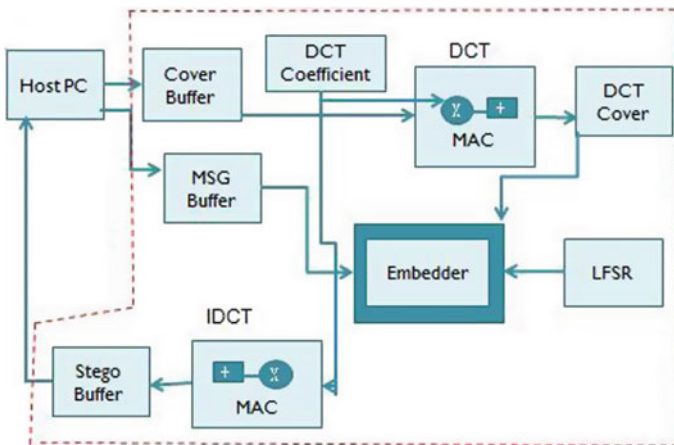 DCT
Coefficient
DCT
Host PC
Cover
Buffer
X
+
MAC
DCT
Cover
MSG
Buffer
Embedder
LFSR
IDCT
Stego
Buffer
+
X
MAC